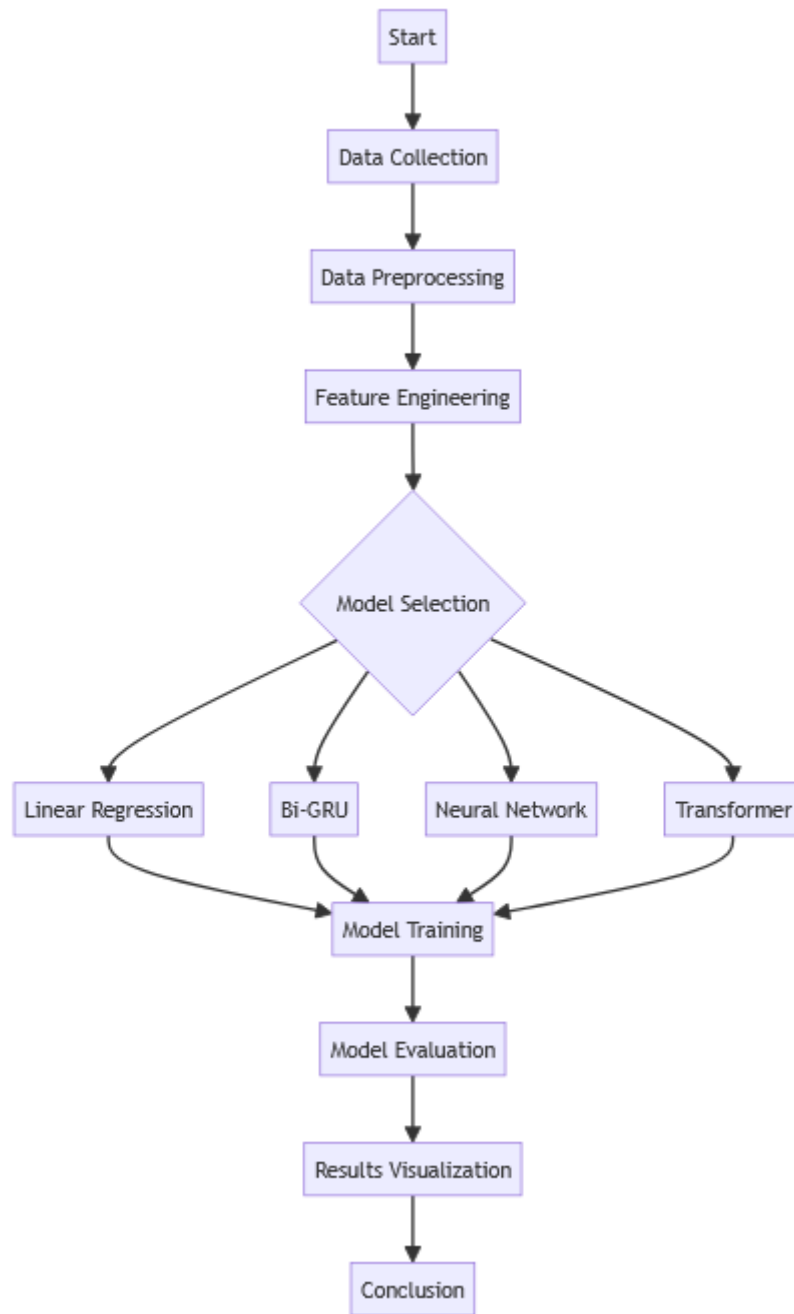 Start
Data Collection
Data Preprocessing
Feature Engineering
Model Selection
Linear Regression
Bi-GRU
Neural Network
Transformer
Model Training
Model Evaluation
Results Visualization
Conclusion